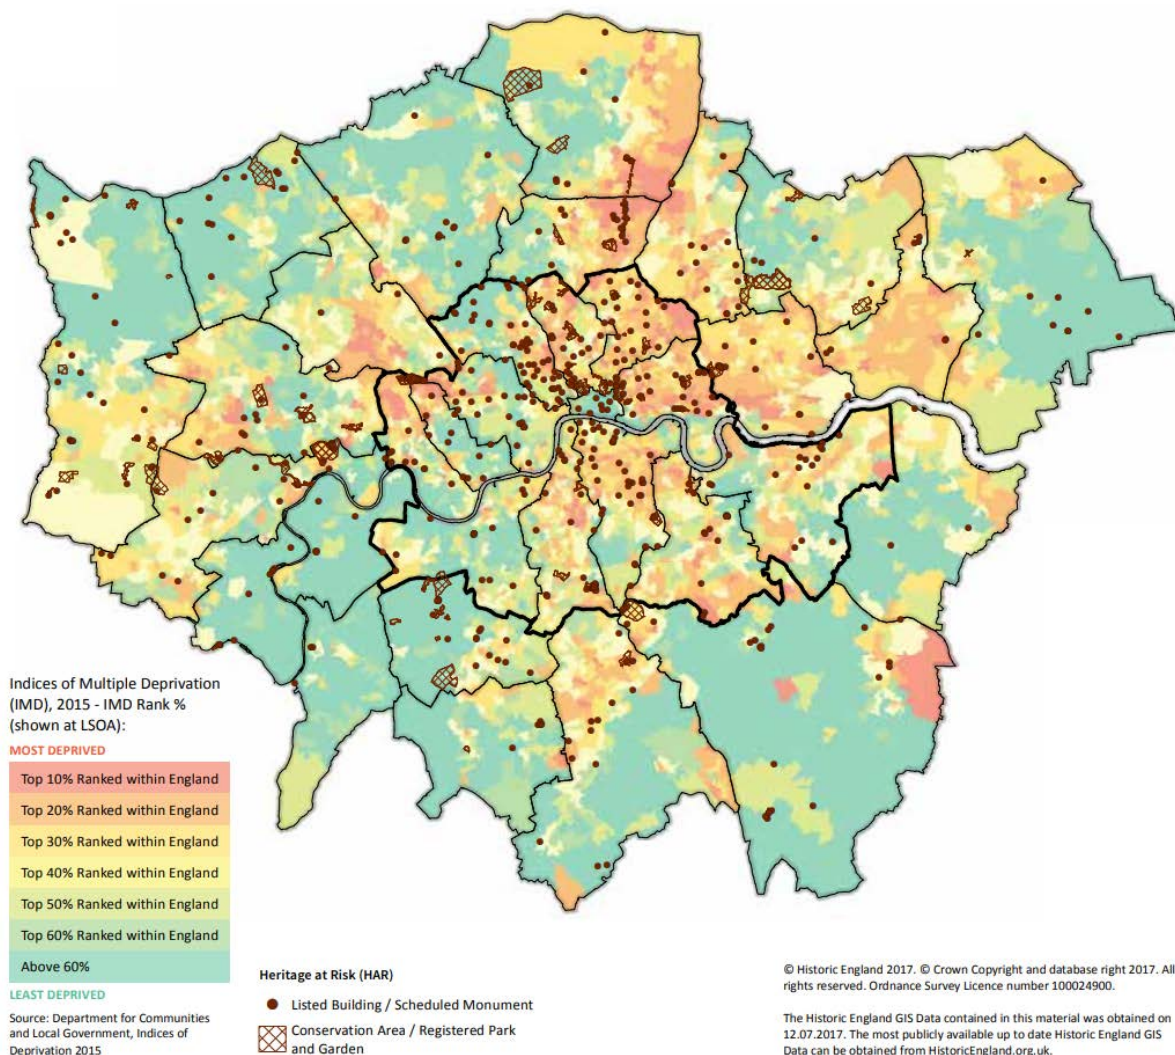 Indices of Multiple Deprivation
(IMD), 2015 - IMD Rank %
(shown at LSOA):
MOST DEPRIVED
Top 10% Ranked within England
Top 20% Ranked within England
Top 30% Ranked within England
Top 40% Ranked within England
Top 50% Ranked within England
Top 60% Ranked within England
Above 60%
LEAST DEPRIVED
Source: Department for Communities
and Local Government, Indices of
Deprivation 2015
Heritage at Risk (HAR)
Listed Building / Scheduled Monument
Conservation Area / Registered Park
and Garden
© Historic England 2017. © Crown Copyright and database right 2017. All
rights reserved. Ordnance Survey Licence number 100024900.
The Historic England GIS Data contained in this material was obtained on
12.07.2017. The most publicly available up to date Historic England GIS
Data can be obtained from HistoricEngland.org.uk.